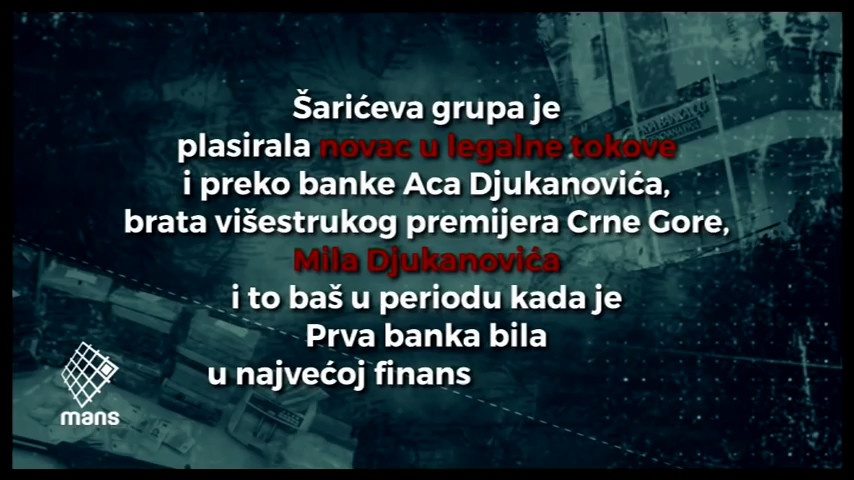 Šarićeva grupa je
plasirala novac u legalne tokove
i preko banke Aca Djukanovića,
brata višestrukog premijera Crne Gore,
Mila Djukanovića
i to baš u periodu kada je
Prva banka bila
u najvećoj finans
mans